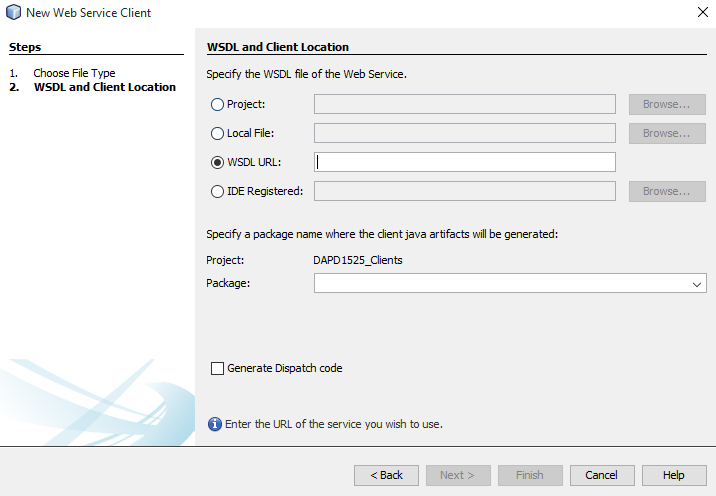 New Web Service Client
Steps
1. Choose File Type
2. WSDL and Client Location
WSDL and Client Location
Specify the WSDL file of the Web Service.
Project: Browse...
Local File: Browse...
WSDL URL:
IDE Registered: Browse...
Specify a package name where the client java artifacts will be generated:
Project: DAPD1525_Clients
Package:
Generate Dispatch code
Enter the URL of the service you wish to use.
< Back Next > Finish Cancel Help